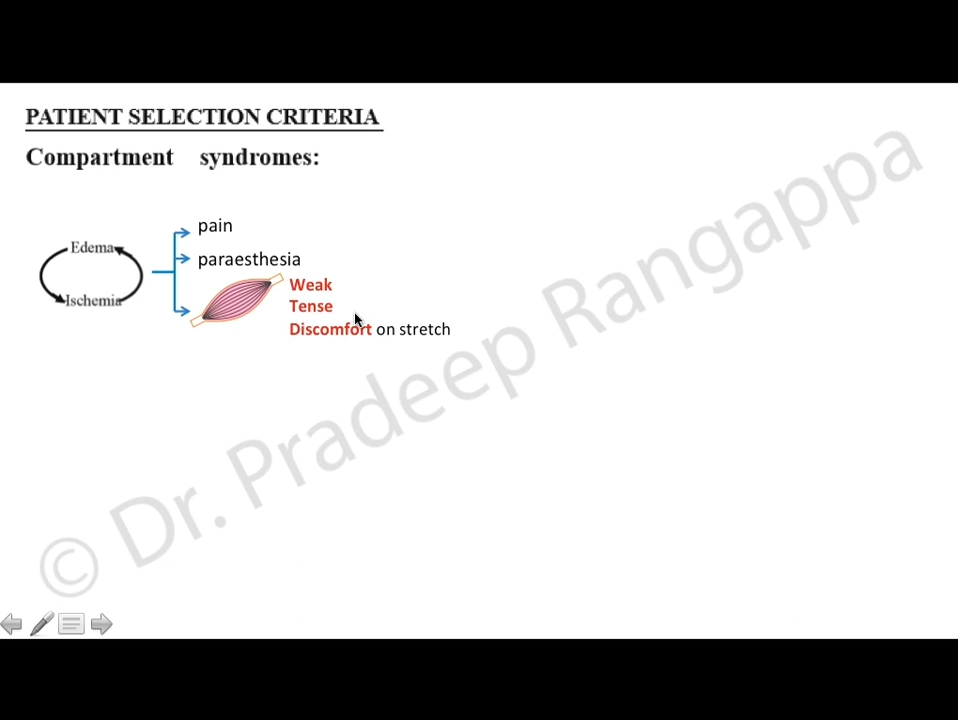 PATIENT SELECTION CRITERIA
Compartment syndromes:
pain
Edema
paraesthesia
Ischemia
Weak
Tense
Discomfort on stretch
© Dr. Pradeep Rangappa